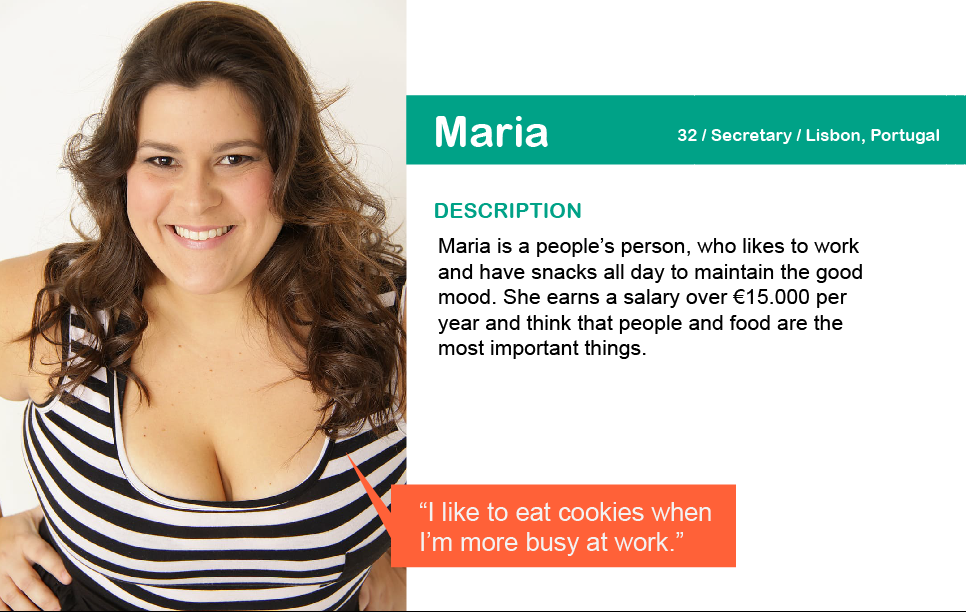 Maria
32 / Secretary / Lisbon, Portugal
DESCRIPTION
Maria is a people’s person, who likes to work
and have snacks all day to maintain the good
mood. She earns a salary over €15.000 per
year and think that people and food are the
most important things.
“I like to eat cookies when
I’m more busy at work.”